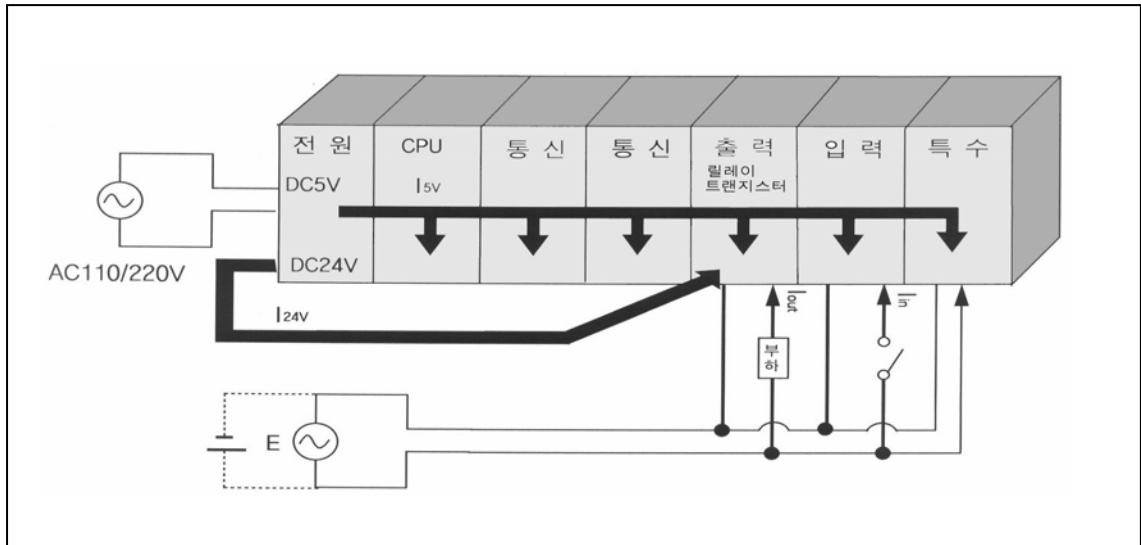 전 원
CPU
통 신
통 신
출 력
입 력
특 수
릴레이
트랜지스터
DC5V
I5V
AC110/220V
DC24V
I24V
Iout
Iin
부하
E